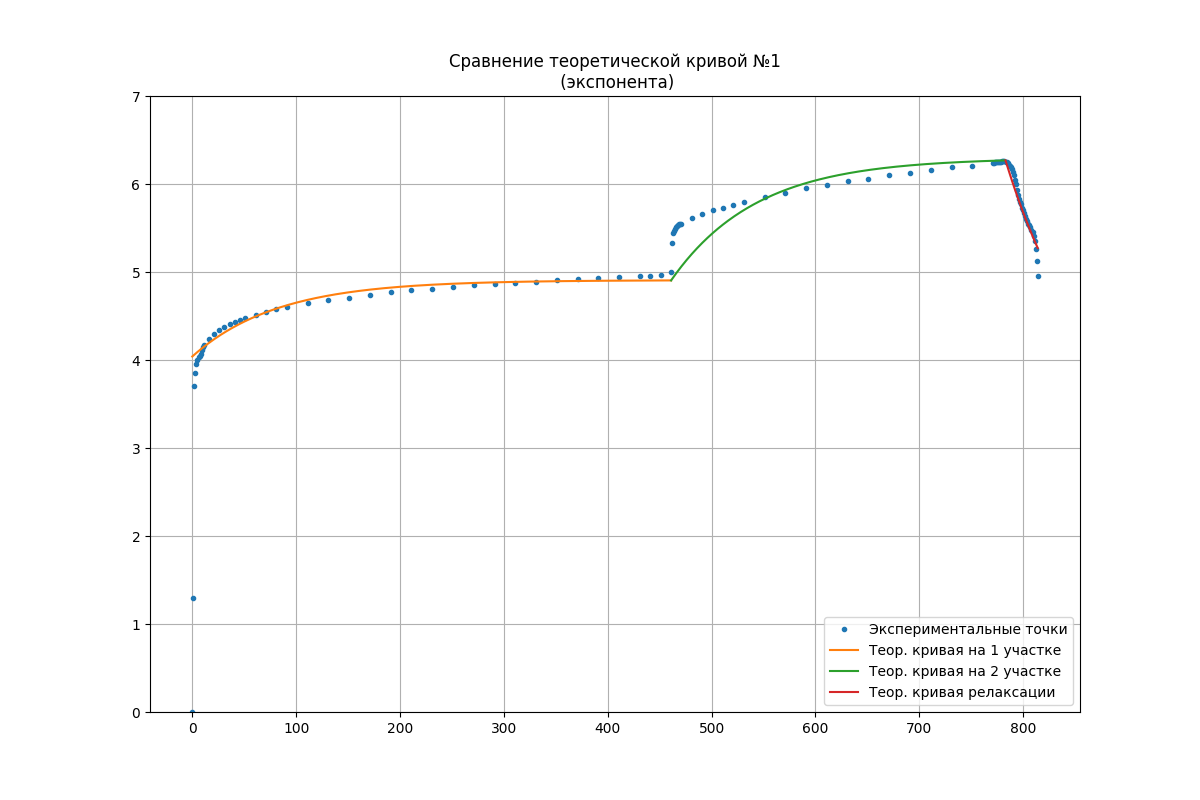 Сравнение теоретической кривой №1
(экспонента)
7
6
5
4
3
2
1
0
0 100 200 300 400 500 600 700 800
Экспериментальные точки
Теор. кривая на 1 участке
Теор. кривая на 2 участке
Теор. кривая релаксации